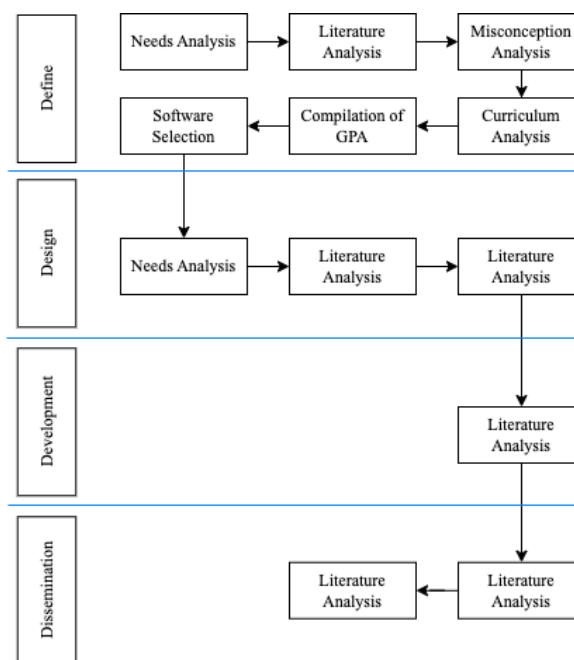 Define
Needs Analysis
Literature
Analysis
Misconception
Analysis
Software
Selection
Compilation of
GPA
Curriculum
Analysis
Design
Needs Analysis
Literature
Analysis
Literature
Analysis
Development
Literature
Analysis
Dissemination
Literature
Analysis
Literature
Analysis